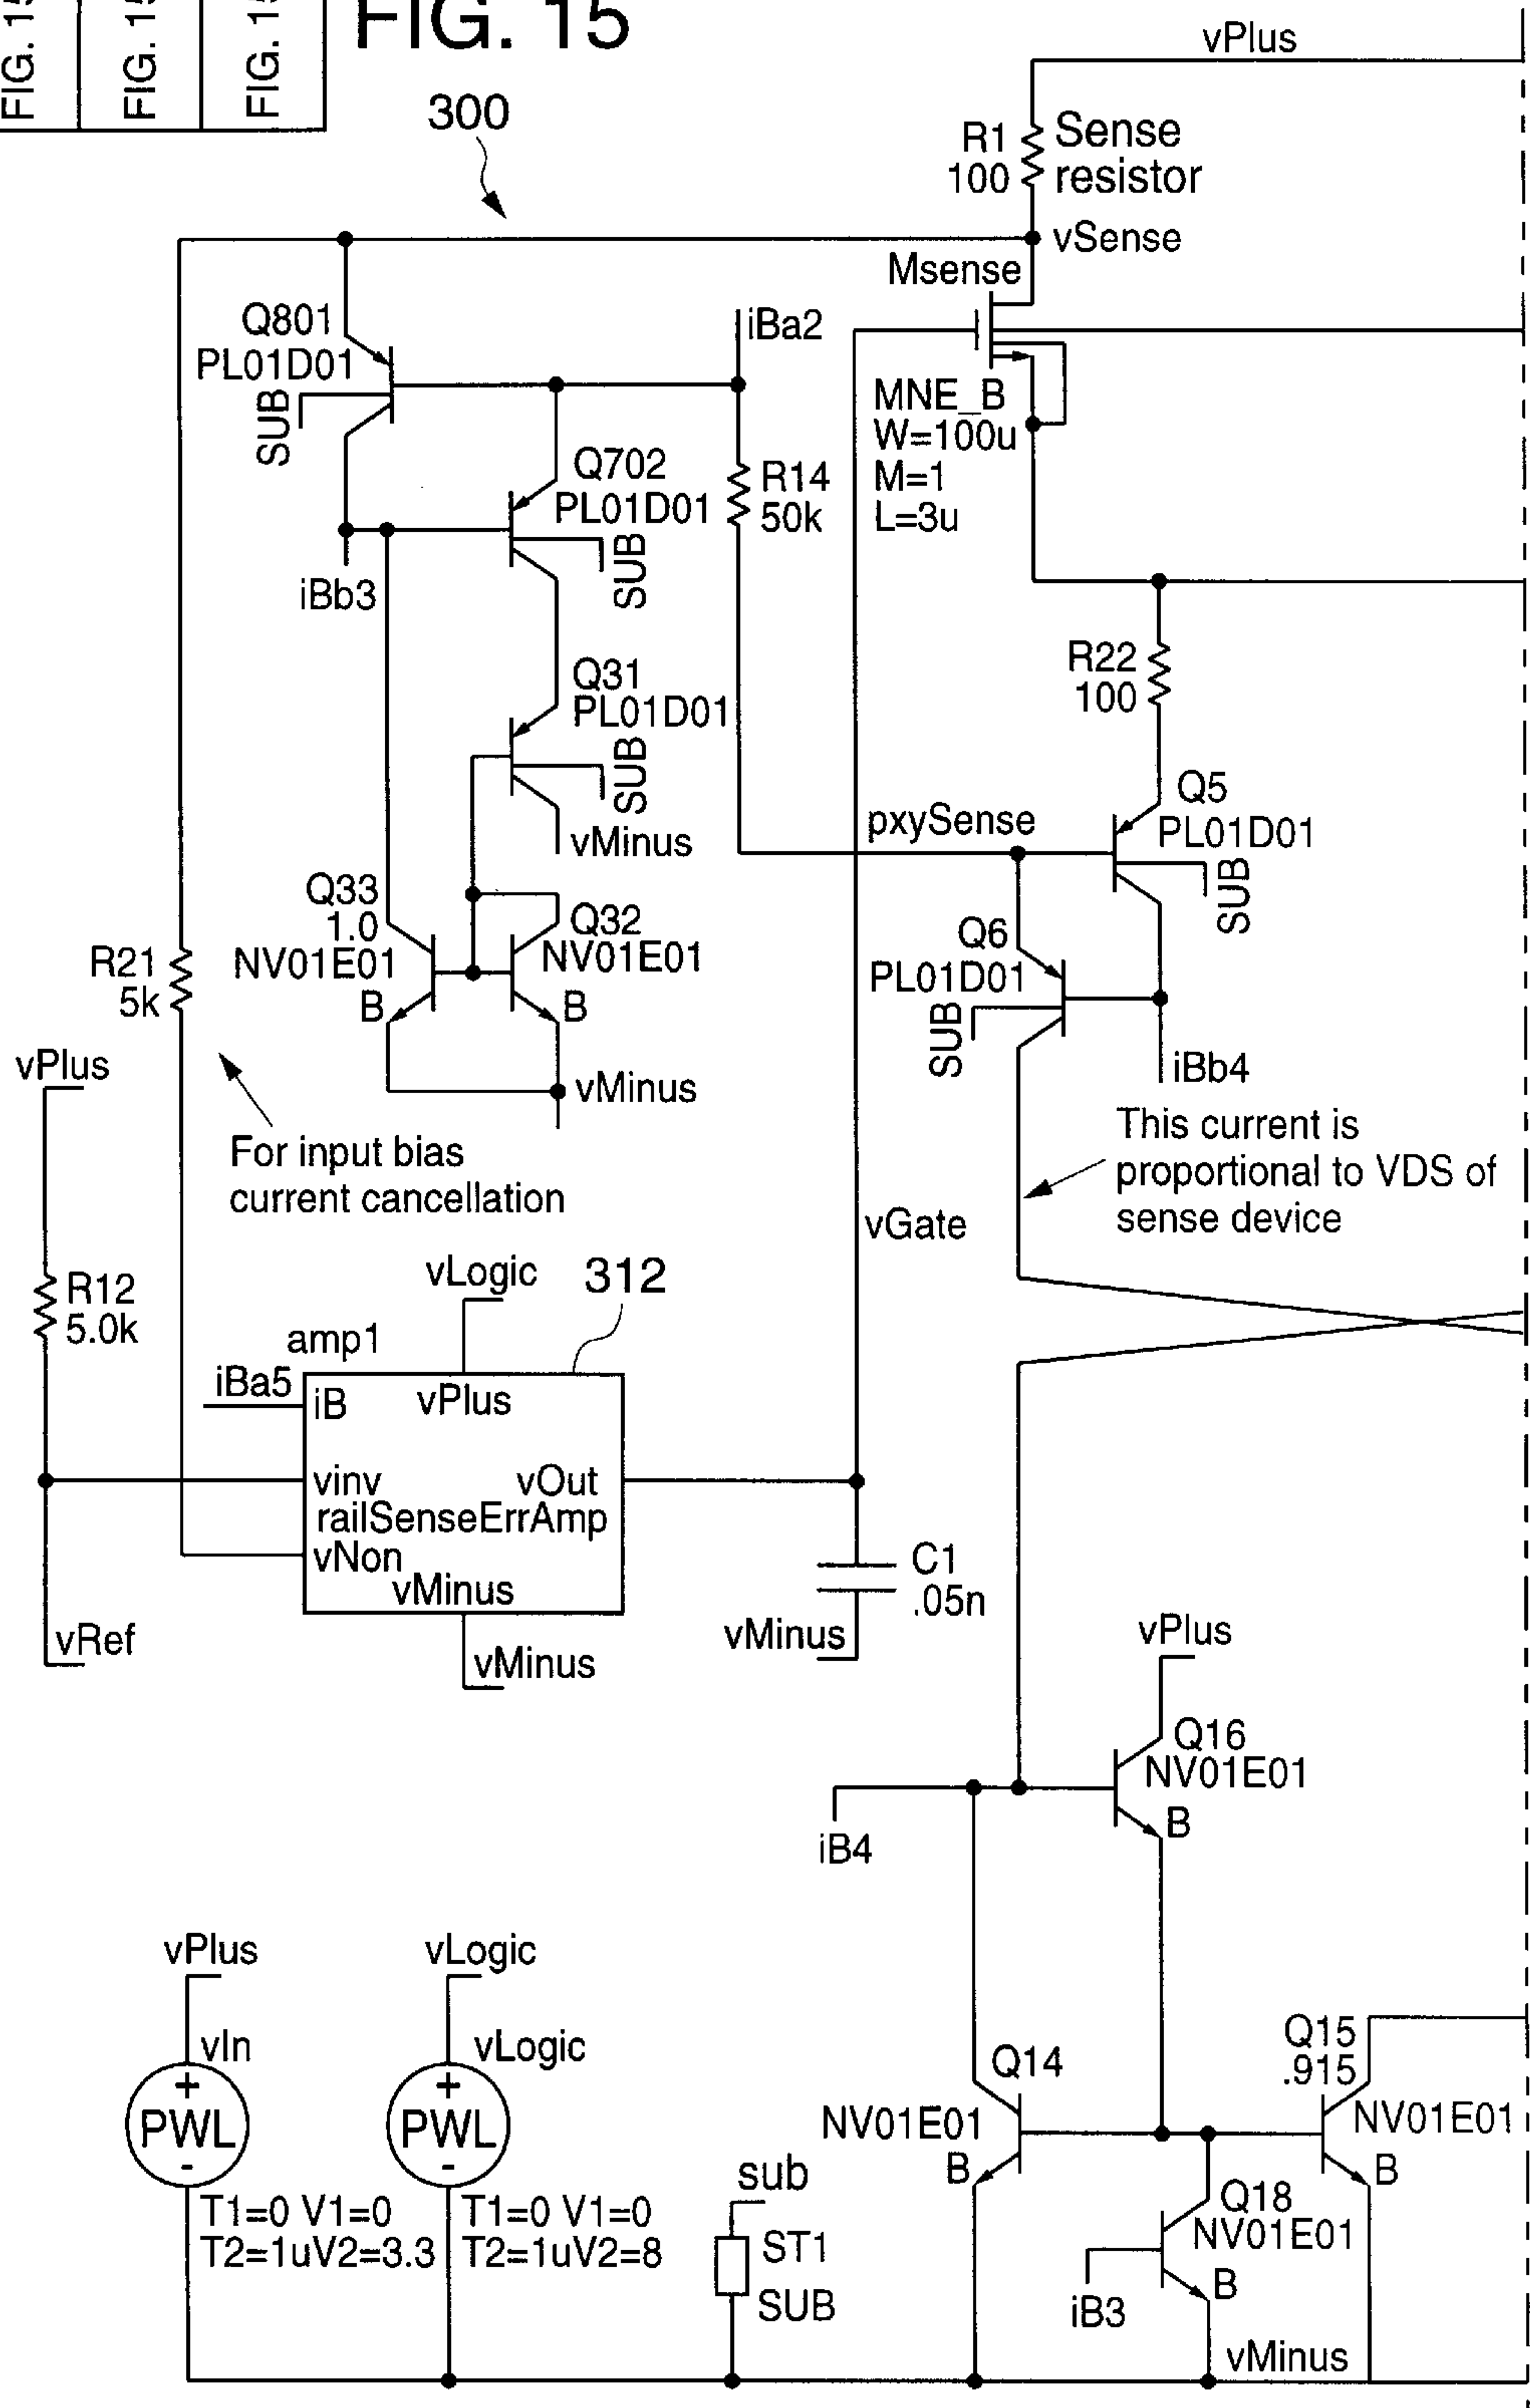 FIG. 15
FIG. 15
FIG. 15
FIG. 15
300
vPlus
R1
100
Sense
resistor
vSense
Msense
Q801
PL01D01
SUB
iBa2
MNE_B
W=100u
M=1
L=3u
Q702
PL01D01
SUB
R14
50k
iBb3
R22
100
Q31
PL01D01
SUB
vMinus
pxySense
Q5
PL01D01
SUB
Q33
1.0
NV01E01
B
Q32
NV01E01
B
R21
5k
Q6
PL01D01
SUB
iBb4
vPlus
vMinus
For input bias
current cancellation
This current is
proportional to VDS of
sense device
vGate
R12
5.0k
vLogic
312
amp1
iBa5
iB
vPlus
vinv
vOut
railSenseErrAmp
vNon
vMinus
C1
.05n
vMinus
vRef
vMinus
vPlus
Q16
NV01E01
B
iB4
vPlus
vLogic
vIn
vLogic
+
PWL
-
+
PWL
-
Q14
NV01E01
B
Q15
.915
NV01E01
B
T1=0 V1=0
T2=1uV2=3.3
T1=0 V1=0
T2=1uV2=8
sub
ST1
SUB
Q18
NV01E01
B
iB3
vMinus